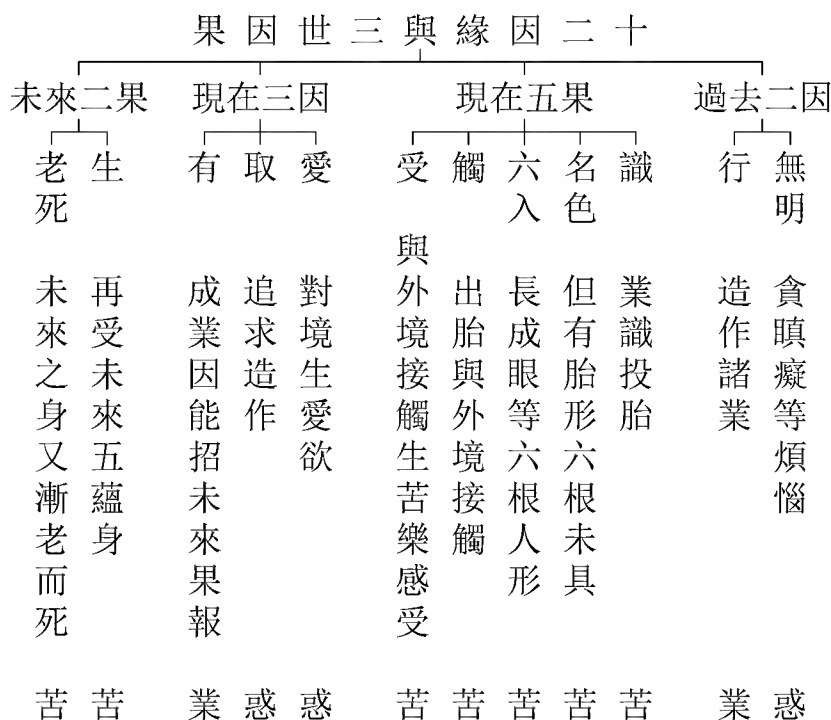 十二因緣與三世因果
過去二因
無明 貪瞋癡等煩惱 惑
行 造作諸業 業
現在五果
識 業識投胎 苦
名色 但有胎形六根未具 苦
六入 長成眼等六根人形 苦
觸 出胎與外境接觸 苦
受 與外境接觸生苦樂感受 苦
現在三因
愛 對境生愛欲 惑
取 追求造作 惑
有 成業因能招未來果報 業
未來二果
生 再受未來五蘊身 苦
老死 未來之身又漸老而死 苦